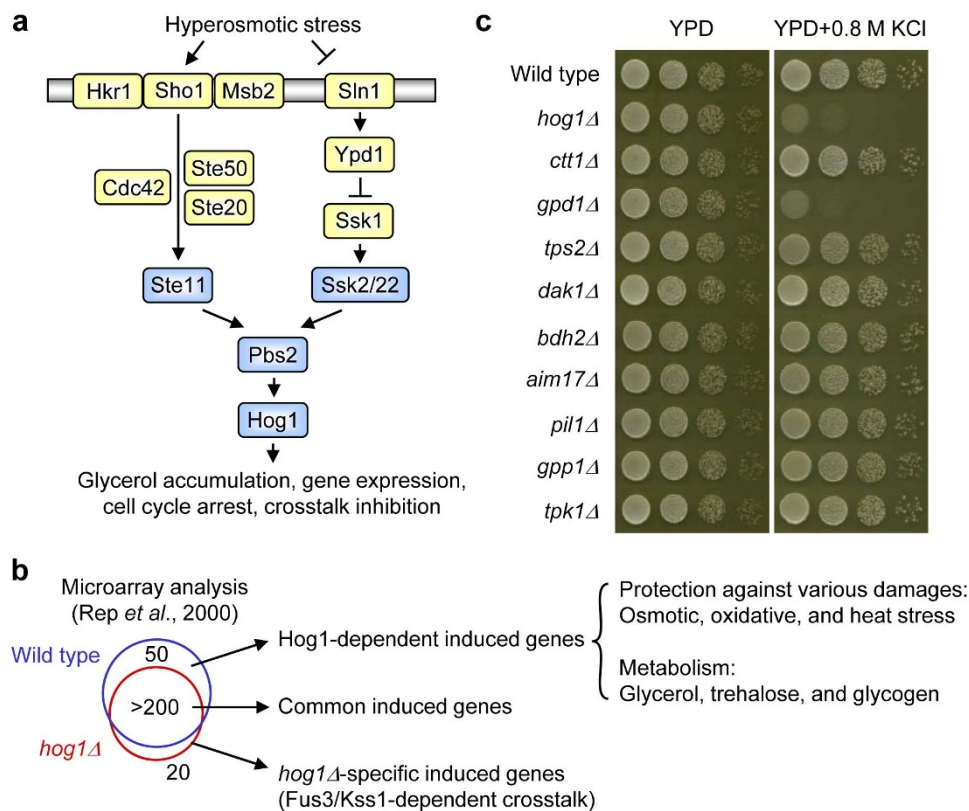 a
Hyperosmotic stress
Hkr1
Sho1
Msb2
Sln1
Ypd1
Cdc42
Ste50
Ste20
Ssk1
Ste11
Ssk2/22
Pbs2
Hog1
Glycerol accumulation, gene expression,
cell cycle arrest, crosstalk inhibition
c
YPD
YPD+0.8 M KCl
Wild type
hog1Δ
ctt1Δ
gpd1Δ
tps2Δ
dak1Δ
bdh2Δ
aim17Δ
pil1Δ
gpp1Δ
tpk1Δ
b
Microarray analysis
(Rep et al., 2000)
Wild type
50
>200
hog1Δ
20
Hog1-dependent induced genes
Common induced genes
hog1Δ-specific induced genes
(Fus3/Kss1-dependent crosstalk)
Protection against various damages:
Osmotic, oxidative, and heat stress
Metabolism:
Glycerol, trehalose, and glycogen